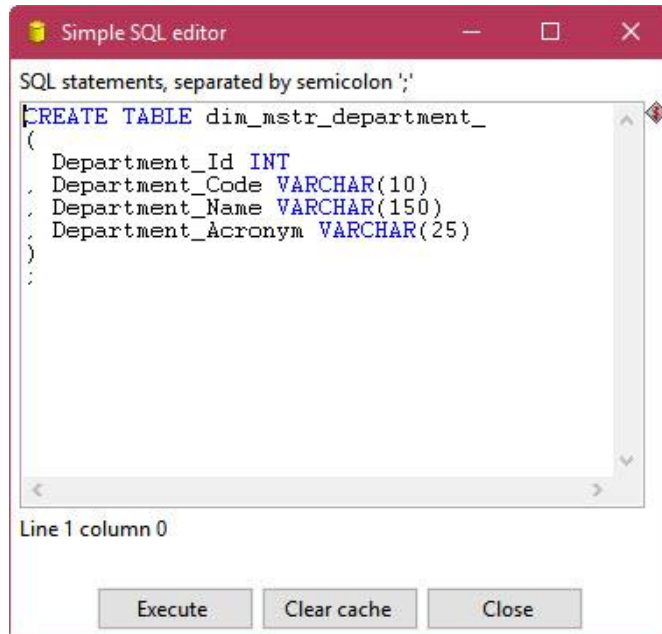 Simple SQL editor
SQL statements, separated by semicolon ';'
CREATE TABLE dim_mstr_department_
(
  Department_Id INT
, Department_Code VARCHAR(10)
, Department_Name VARCHAR(150)
, Department_Acronym VARCHAR(25)
)
;
Line 1 column 0
Execute Clear cache Close